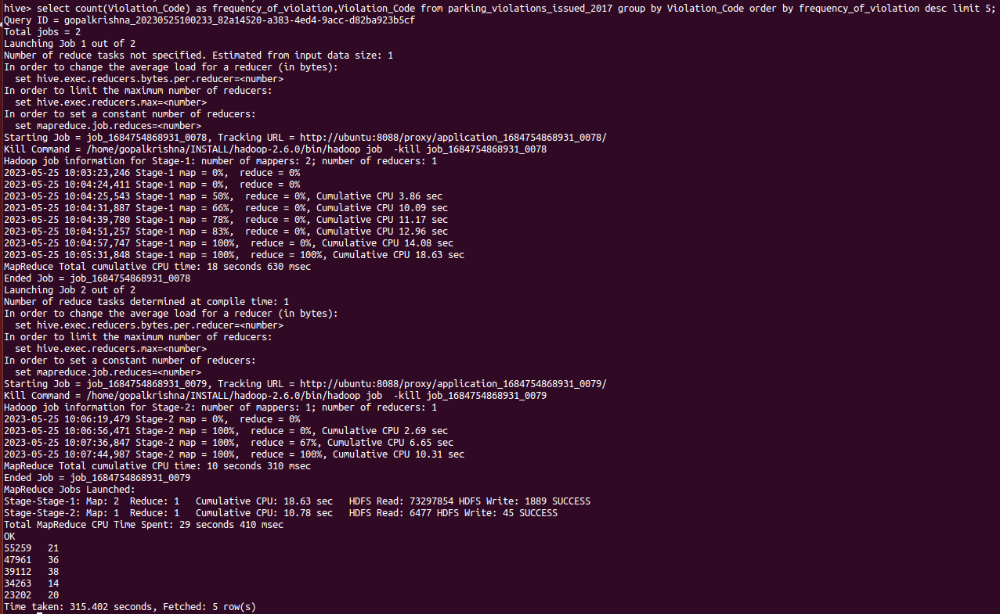 hive> select count(Violation_Code) as frequency_of_violation,Violation_Code from parking_violations_issued_2017 group by Violation_Code order by frequency_of_violation desc limit 5;
Query ID = gopalkrishna_20230525100233_82a14520-a383-4ed4-9acc-d82ba923b5cf
Total jobs = 2
Launching Job 1 out of 2
Number of reduce tasks not specified. Estimated from input data size: 1
In order to change the average load for a reducer (in bytes):
  set hive.exec.reducers.bytes.per.reducer=<number>
In order to limit the maximum number of reducers:
  set hive.exec.reducers.max=<number>
In order to set a constant number of reducers:
  set mapreduce.job.reduces=<number>
Starting Job = job_1684754868931_0078, Tracking URL = http://ubuntu:8088/proxy/application_1684754868931_0078/
Kill Command = /home/gopalkrishna/INSTALL/hadoop-2.6.0/bin/hadoop job  -kill job_1684754868931_0078
Hadoop job information for Stage-1: number of mappers: 2; number of reducers: 1
2023-05-25 10:03:23,246 Stage-1 map = 0%,  reduce = 0%
2023-05-25 10:04:24,411 Stage-1 map = 0%,  reduce = 0%
2023-05-25 10:04:25,543 Stage-1 map = 50%,  reduce = 0%, Cumulative CPU 3.86 sec
2023-05-25 10:04:31,887 Stage-1 map = 66%,  reduce = 0%, Cumulative CPU 10.09 sec
2023-05-25 10:04:39,780 Stage-1 map = 78%,  reduce = 0%, Cumulative CPU 11.17 sec
2023-05-25 10:04:51,257 Stage-1 map = 83%,  reduce = 0%, Cumulative CPU 12.96 sec
2023-05-25 10:04:57,747 Stage-1 map = 100%,  reduce = 0%, Cumulative CPU 14.08 sec
2023-05-25 10:05:31,848 Stage-1 map = 100%,  reduce = 100%, Cumulative CPU 18.63 sec
MapReduce Total cumulative CPU time: 18 seconds 630 msec
Ended Job = job_1684754868931_0078
Launching Job 2 out of 2
Number of reduce tasks determined at compile time: 1
In order to change the average load for a reducer (in bytes):
  set hive.exec.reducers.bytes.per.reducer=<number>
In order to limit the maximum number of reducers:
  set hive.exec.reducers.max=<number>
In order to set a constant number of reducers:
  set mapreduce.job.reduces=<number>
Starting Job = job_1684754868931_0079, Tracking URL = http://ubuntu:8088/proxy/application_1684754868931_0079/
Kill Command = /home/gopalkrishna/INSTALL/hadoop-2.6.0/bin/hadoop job  -kill job_1684754868931_0079
Hadoop job information for Stage-2: number of mappers: 1; number of reducers: 1
2023-05-25 10:06:19,479 Stage-2 map = 0%,  reduce = 0%
2023-05-25 10:06:56,471 Stage-2 map = 100%,  reduce = 0%, Cumulative CPU 2.69 sec
2023-05-25 10:07:36,847 Stage-2 map = 100%,  reduce = 67%, Cumulative CPU 6.65 sec
2023-05-25 10:07:44,987 Stage-2 map = 100%,  reduce = 100%, Cumulative CPU 10.31 sec
MapReduce Total cumulative CPU time: 10 seconds 310 msec
Ended Job = job_1684754868931_0079
MapReduce Jobs Launched:
Stage-Stage-1: Map: 2  Reduce: 1   Cumulative CPU: 18.63 sec   HDFS Read: 73297854 HDFS Write: 1889 SUCCESS
Stage-Stage-2: Map: 1  Reduce: 1   Cumulative CPU: 10.78 sec   HDFS Read: 6477 HDFS Write: 45 SUCCESS
Total MapReduce CPU Time Spent: 29 seconds 410 msec
OK
55259   21
47961   36
39112   38
34263   14
23202   20
Time taken: 315.402 seconds, Fetched: 5 row(s)